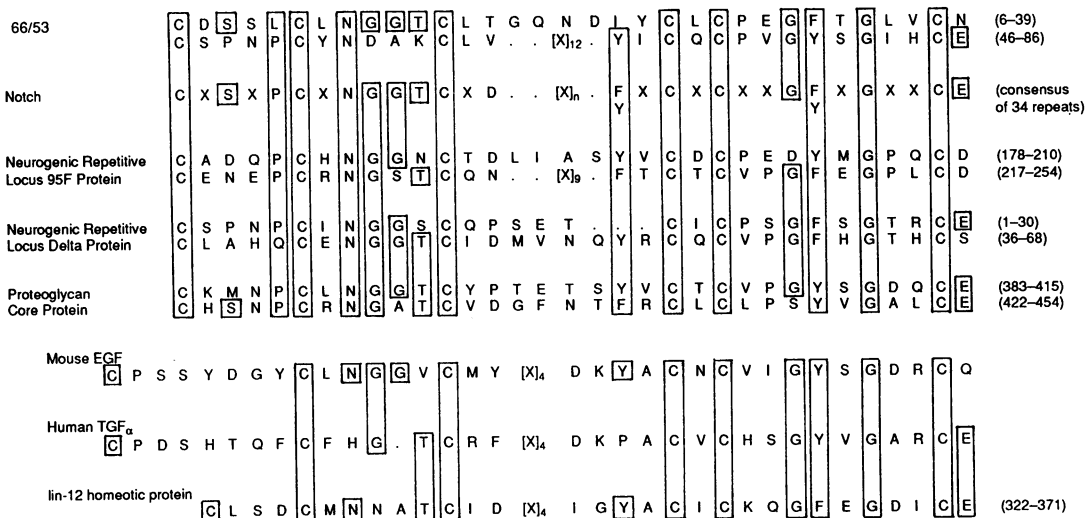 66/53 C D S S L C L N G G T C L T G Q N D I Y C L C P E G F T G L V C N (6–39)
C S P N P C Y N D A K C L V . . [X]12 . Y I C Q C P V G Y S G I H C E (46–86)
Notch C X S X P C X N G G T C X D . . [X]n . F X C X C X X G F X G X X C E (consensus
Y Y of 34 repeats)
Neurogenic Repetitive C A D Q P C H N G G N C T D L I A S Y V C D C P E D Y M G P Q C D (178–210)
Locus 95F Protein C E N E P C R N G S T C Q N . . [X]9 . F T C T C V P G F E G P L C D (217–254)
Neurogenic Repetitive C S P N P C I N G G S C Q P S E T . . . C I C P S G F S G T R C E (1–30)
Locus Delta Protein C L A H Q C E N G G T C I D M V N Q Y R C Q C V P G F H G T H C S (36–68)
Proteoglycan C K M N P C L N G G T C Y P T E T S Y V C T C V P G Y S G D Q C E (383–415)
Core Protein C H S N P C R N G A T C V D G F N T F R C L C L P S Y V G A L C E (422–454)
Mouse EGF
C P S S Y D G Y C L N G G V C M Y [X]4 D K Y A C N C V I G Y S G D R C Q
Human TGFα
C P D S H T Q F C F H G . T C R F [X]4 D K P A C V C H S G Y V G A R C E
lin-12 homeotic protein
C L S D C M N N A T C I D [X]4 I G Y A C I C K Q G F E G D I C E (322–371)